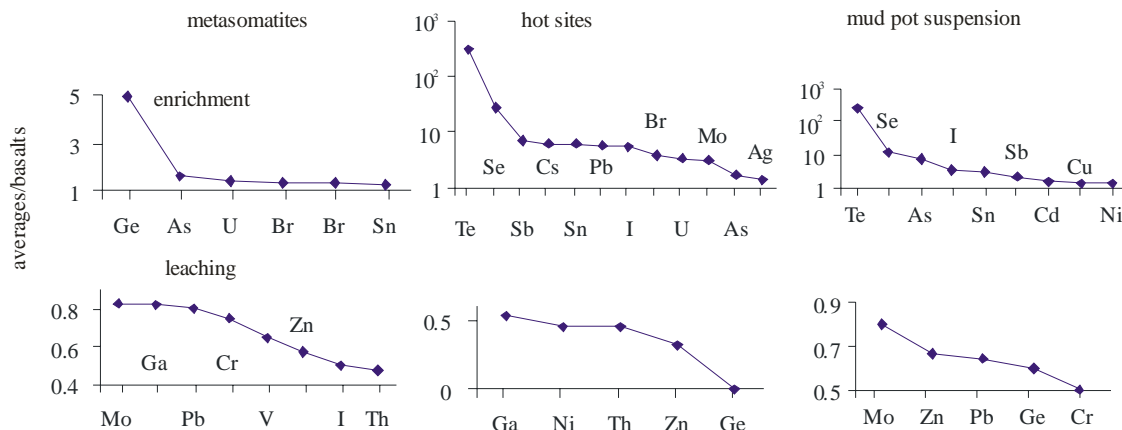 metasomatites
hot sites
mud pot suspension
averages/basalts
5
3
1
enrichment
Ge As U Br Br Sn
10³
10²
10
1
Se Cs Pb Br Mo Ag
Te Sb Sn I U As
10³
10²
10
1
Se I Sb Cu
Te As Sn Cd Ni
leaching
0.8
0.6
0.4
Ga Cr Zn
Mo Pb V I Th
0.5
0
Ga Ni Th Zn Ge
0.9
0.7
0.5
Mo Zn Pb Ge Cr